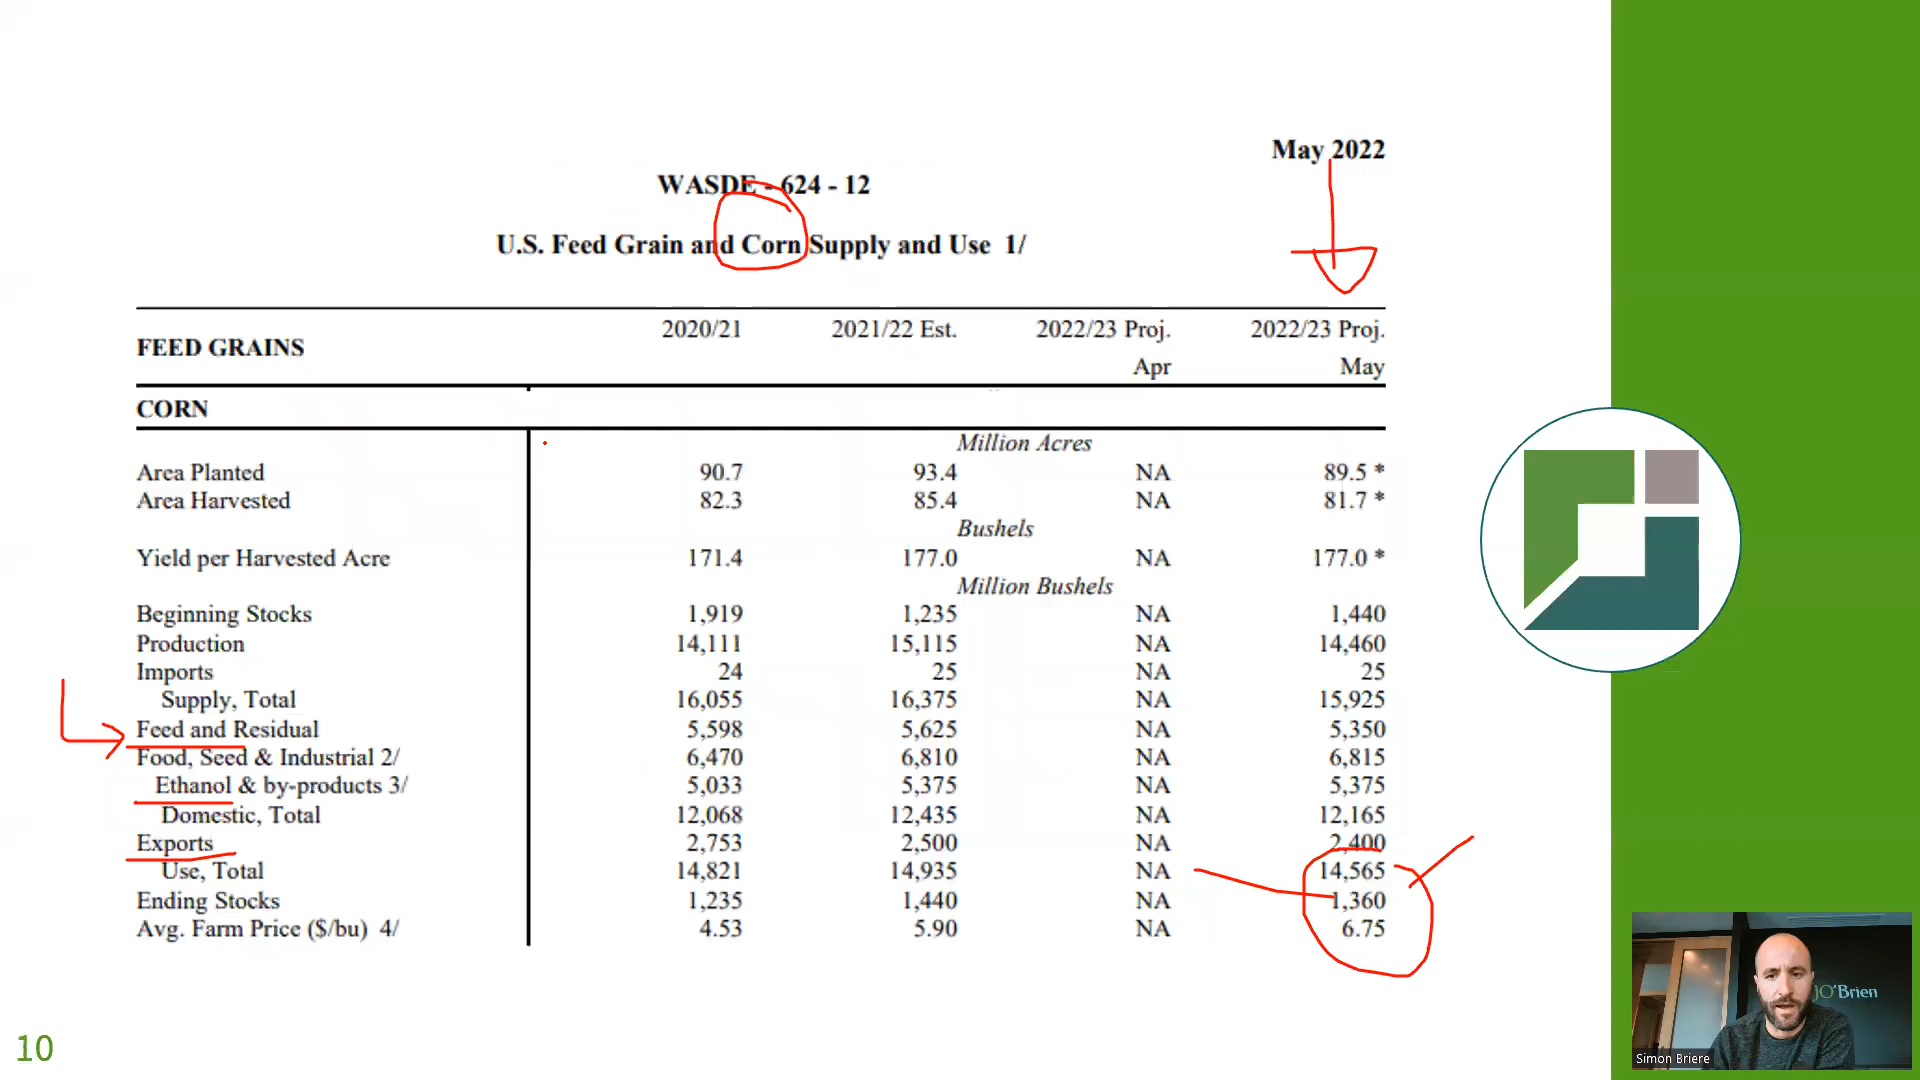 May 2022
WASDE - 624 - 12
U.S. Feed Grain and Corn Supply and Use 1/
FEED GRAINS 2020/21 2021/22 Est. 2022/23 Proj. 2022/23 Proj.
Apr May
CORN
Million Acres
Area Planted 90.7 93.4 NA 89.5 *
Area Harvested 82.3 85.4 NA 81.7 *
Bushels
Yield per Harvested Acre 171.4 177.0 NA 177.0 *
Million Bushels
Beginning Stocks 1,919 1,235 NA 1,440
Production 14,111 15,115 NA 14,460
Imports 24 25 NA 25
Supply, Total 16,055 16,375 NA 15,925
Feed and Residual 5,598 5,625 NA 5,350
Food, Seed & Industrial 2/ 6,470 6,810 NA 6,815
Ethanol & by-products 3/ 5,033 5,375 NA 5,375
Domestic, Total 12,068 12,435 NA 12,165
Exports 2,753 2,500 NA 2,400
Use, Total 14,821 14,935 NA 14,565
Ending Stocks 1,235 1,440 NA 1,360
Avg. Farm Price ($/bu) 4/ 4.53 5.90 NA 6.75
O'Brien
Simon Briere
10